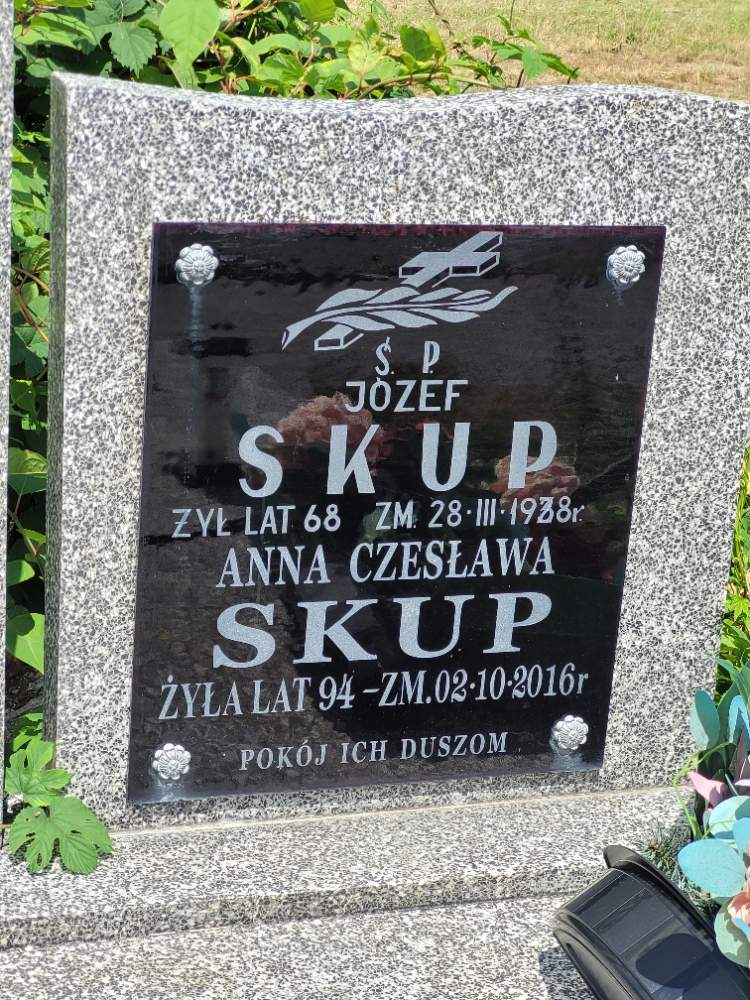 Ś. P.
JÓZEF
SKUP
ŻYŁ LAT 68 ZM. 28·III·1988r.
ANNA CZESŁAWA
SKUP
ŻYŁA LAT 94 – ZM. 02·10·2016r
POKÓJ ICH DUSZOM